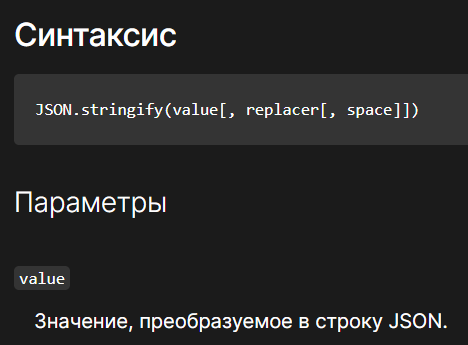 Синтаксис
JSON.stringify(value[, replacer[, space]])
Параметры
value
Значение, преобразуемое в строку JSON.